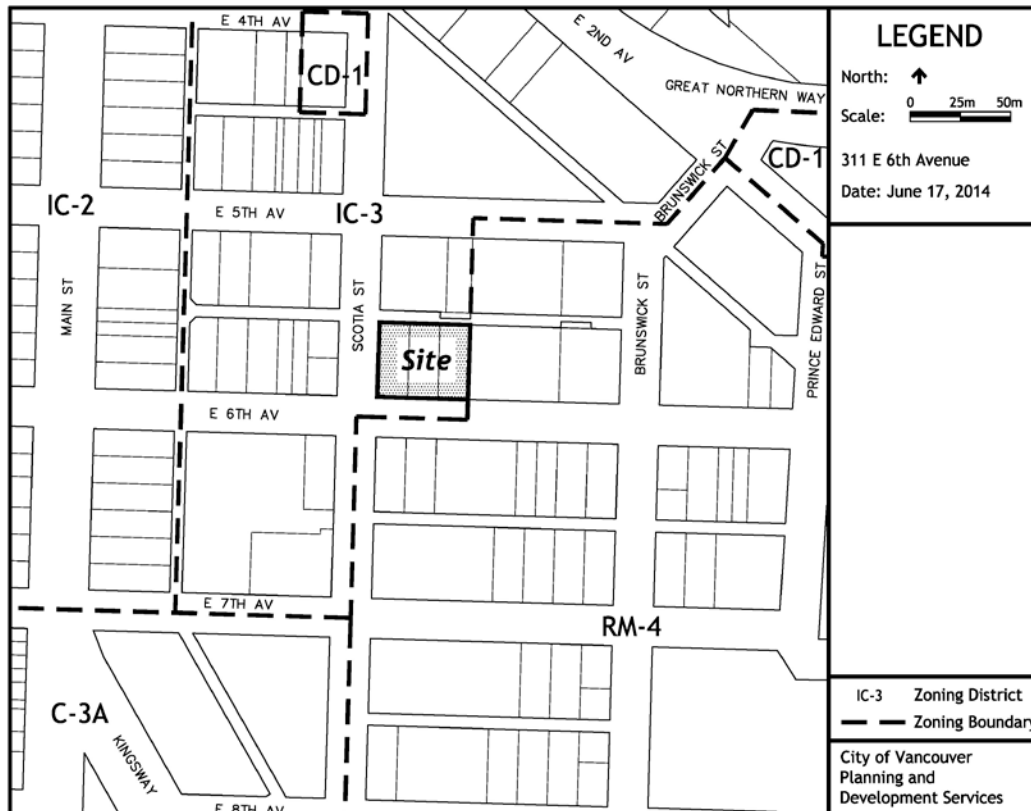 E 4TH AV
CD-1
E 2ND AV
GREAT NORTHERN WAY
BRUNSWICK ST
CD-1
IC-2
E 5TH AV
IC-3
MAIN ST
SCOTIA ST
Site
BRUNSWICK ST
PRINCE EDWARD ST
E 6TH AV
E 7TH AV
RM-4
C-3A
KINGSWAY
E 8TH AV
LEGEND
North:
Scale:
0 25m 50m
311 E 6th Avenue
Date: June 17, 2014
IC-3 Zoning District
Zoning Boundary
City of Vancouver
Planning and
Development Services